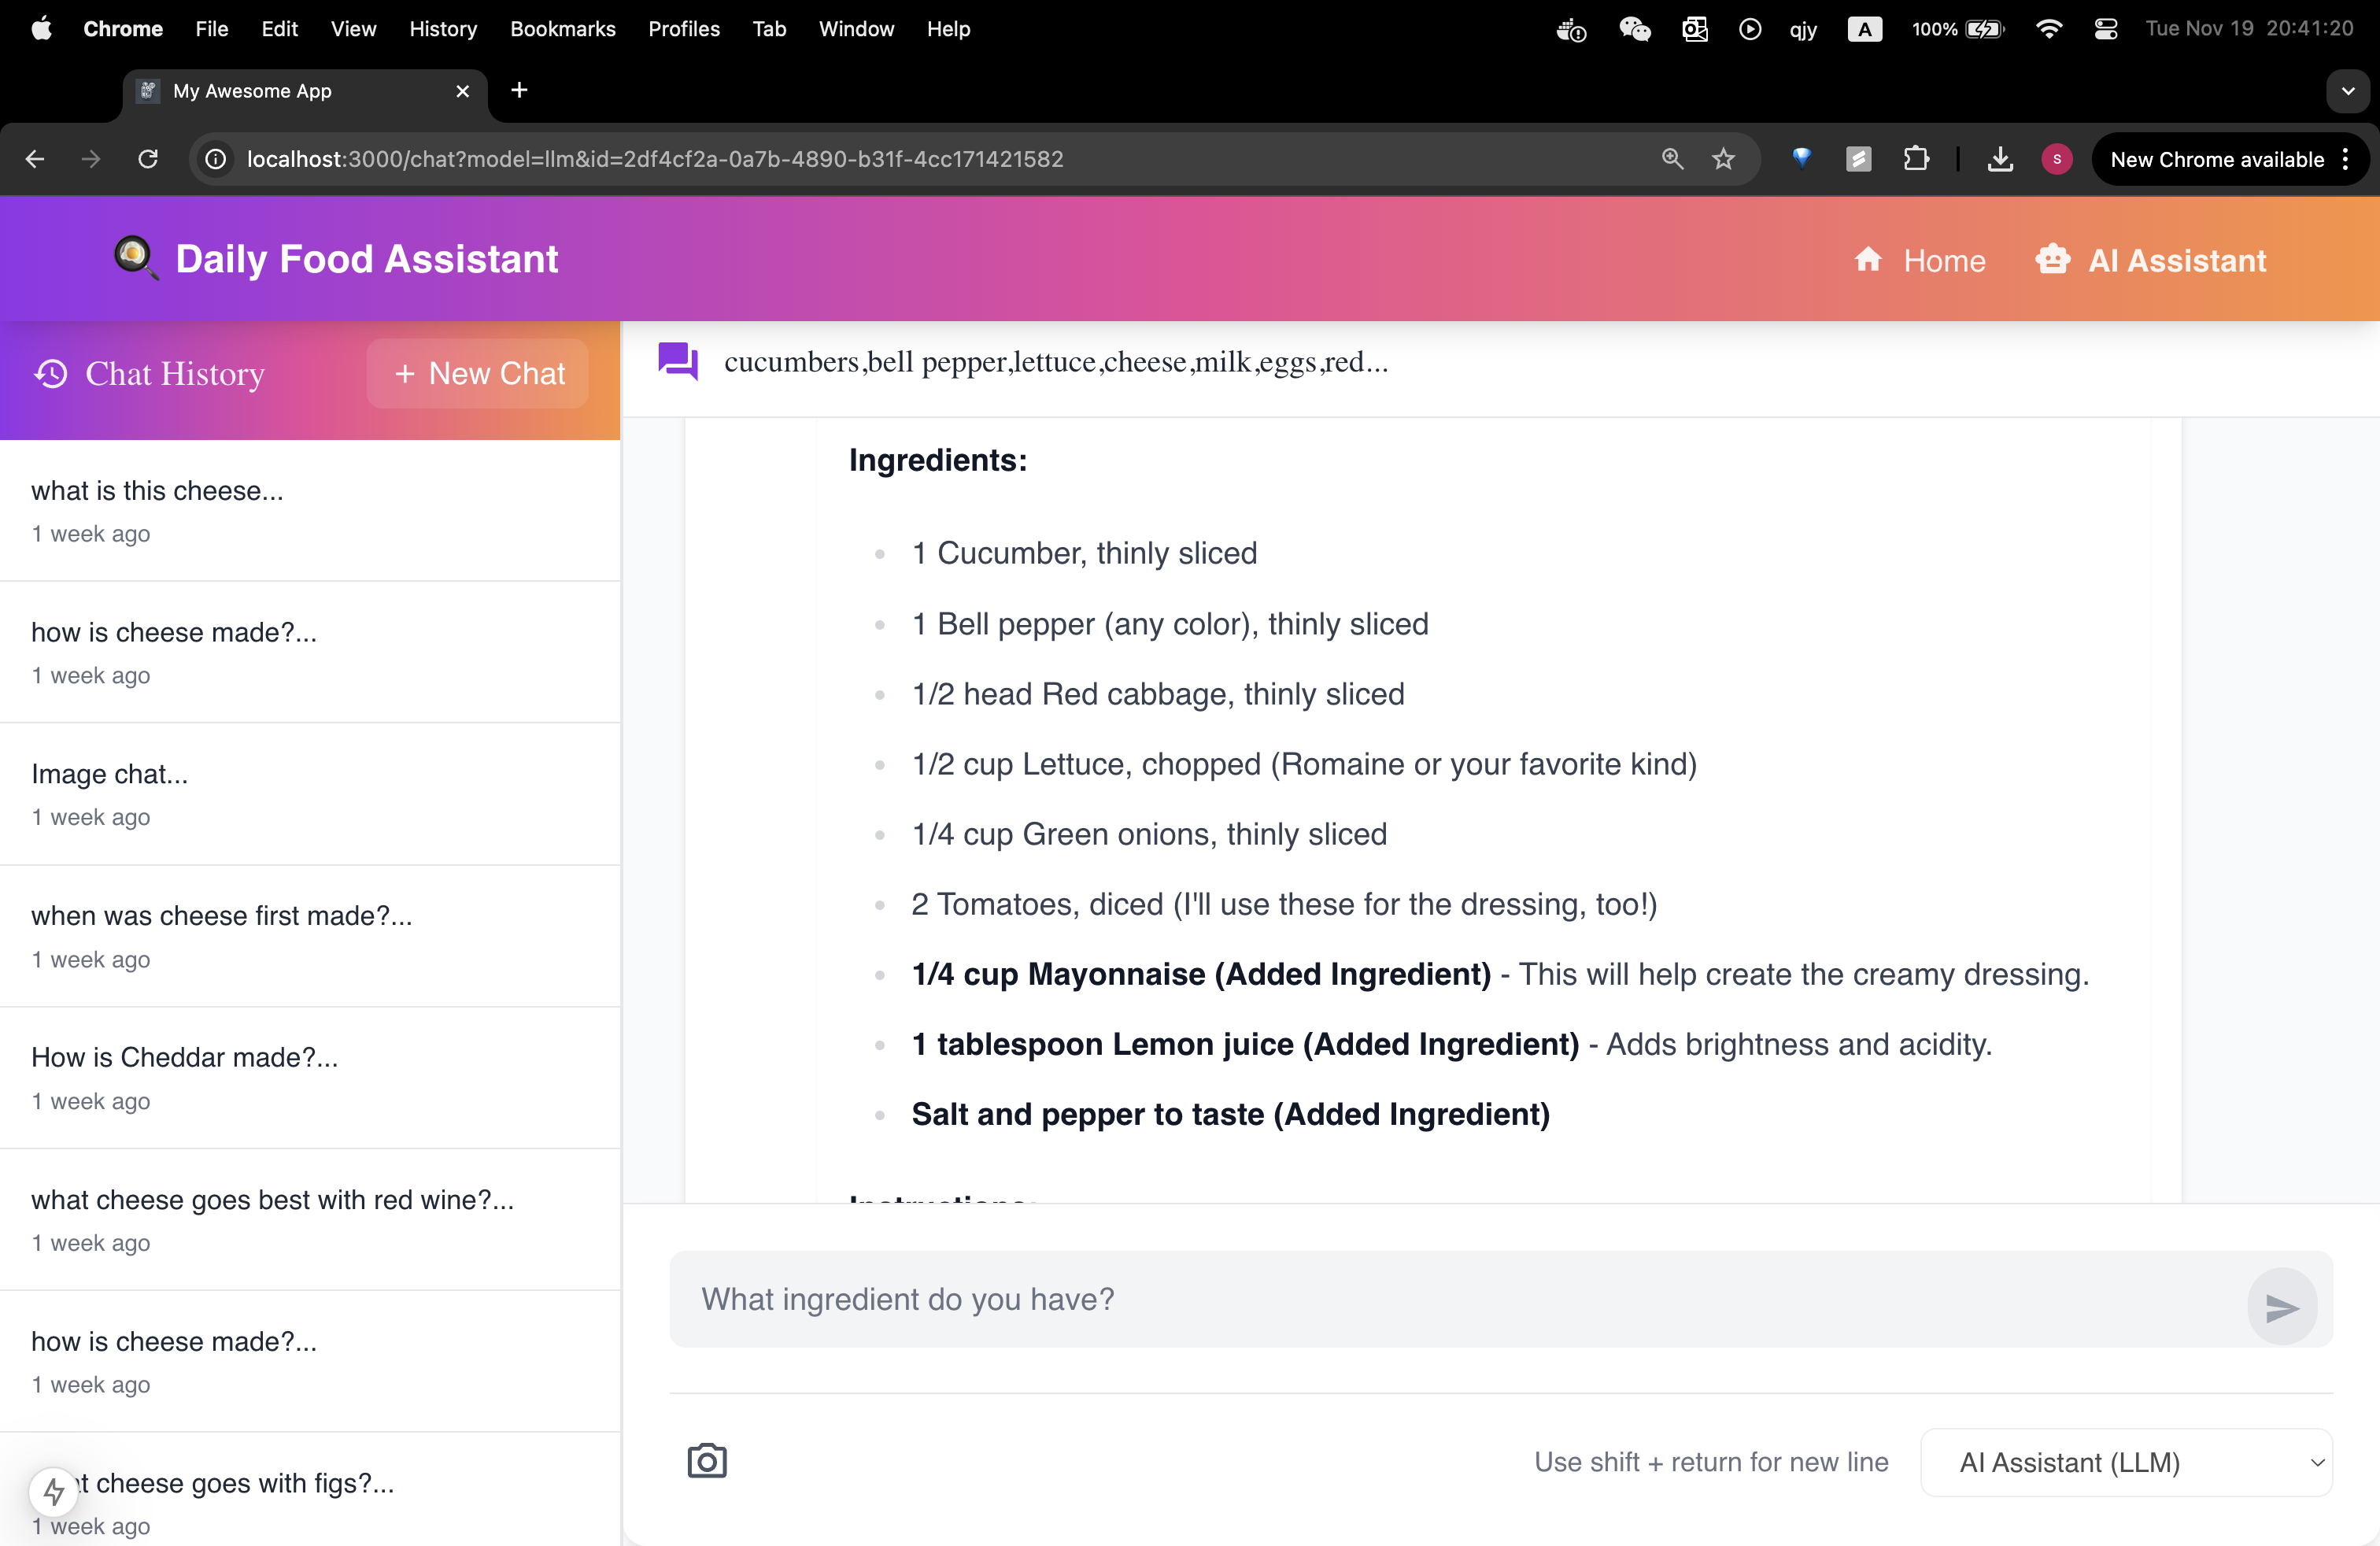 Chrome File Edit View History Bookmarks Profiles Tab Window Help qjy A 100% Tue Nov 19 20:41:20
My Awesome App
localhost:3000/chat?model=llm&id=2df4cf2a-0a7b-4890-b31f-4cc171421582 S New Chrome available
Daily Food Assistant Home AI Assistant
Chat History + New Chat
what is this cheese...
1 week ago
how is cheese made?...
1 week ago
Image chat...
1 week ago
when was cheese first made?...
1 week ago
How is Cheddar made?...
1 week ago
what cheese goes best with red wine?...
1 week ago
how is cheese made?...
1 week ago
at cheese goes with figs?...
1 week ago
cucumbers,bell pepper,lettuce,cheese,milk,eggs,red...
Ingredients:
1 Cucumber, thinly sliced
1 Bell pepper (any color), thinly sliced
1/2 head Red cabbage, thinly sliced
1/2 cup Lettuce, chopped (Romaine or your favorite kind)
1/4 cup Green onions, thinly sliced
2 Tomatoes, diced (I'll use these for the dressing, too!)
1/4 cup Mayonnaise (Added Ingredient) - This will help create the creamy dressing.
1 tablespoon Lemon juice (Added Ingredient) - Adds brightness and acidity.
Salt and pepper to taste (Added Ingredient)
Instructions:
What ingredient do you have?
Use shift + return for new line AI Assistant (LLM)